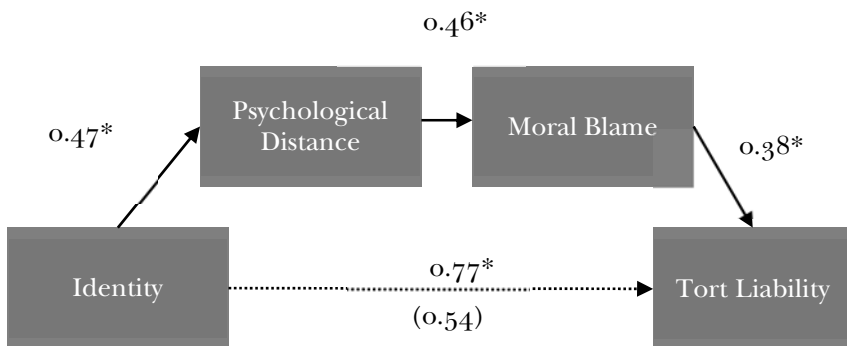 0.46*
Psychological
Distance
Moral Blame
0.47*
0.38*
Identity
0.77*
Tort Liability
(0.54)